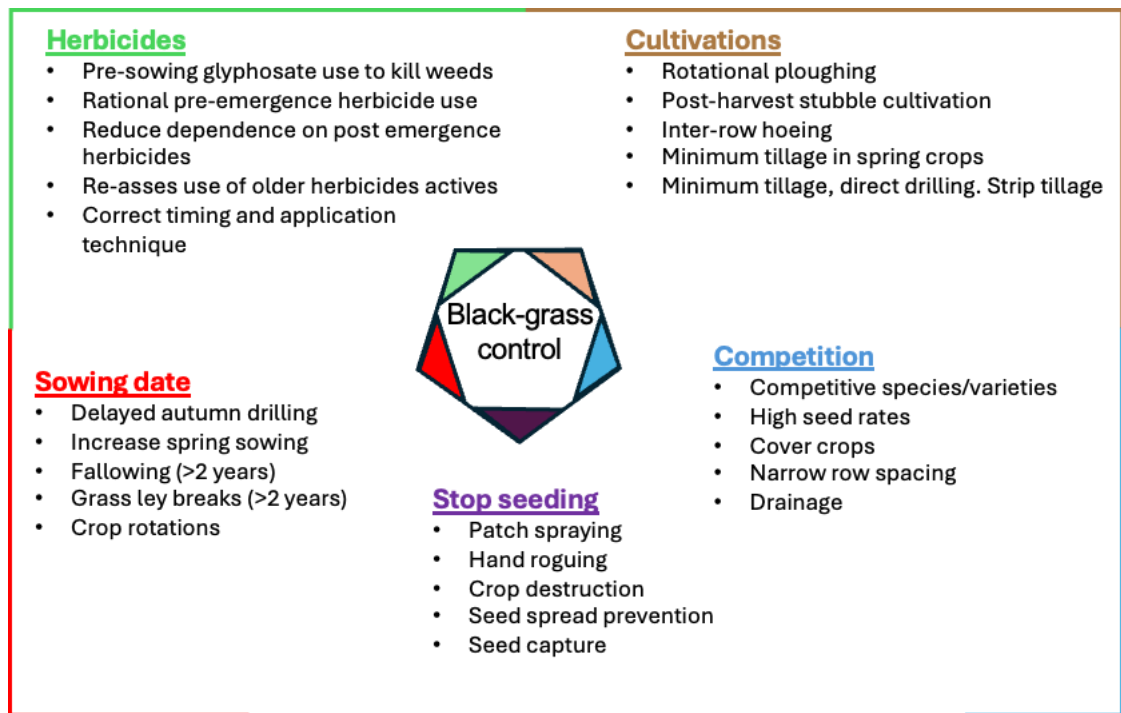 Herbicides
• Pre-sowing glyphosate use to kill weeds
• Rational pre-emergence herbicide use
• Reduce dependence on post emergence
herbicides
• Re-asses use of older herbicides actives
• Correct timing and application
technique
Cultivations
• Rotational ploughing
• Post-harvest stubble cultivation
• Inter-row hoeing
• Minimum tillage in spring crops
• Minimum tillage, direct drilling. Strip tillage
Black-grass
control
Sowing date
• Delayed autumn drilling
• Increase spring sowing
• Fallowing (>2 years)
• Grass ley breaks (>2 years)
• Crop rotations
Competition
• Competitive species/varieties
• High seed rates
• Cover crops
• Narrow row spacing
• Drainage
Stop seeding
• Patch spraying
• Hand roguing
• Crop destruction
• Seed spread prevention
• Seed capture